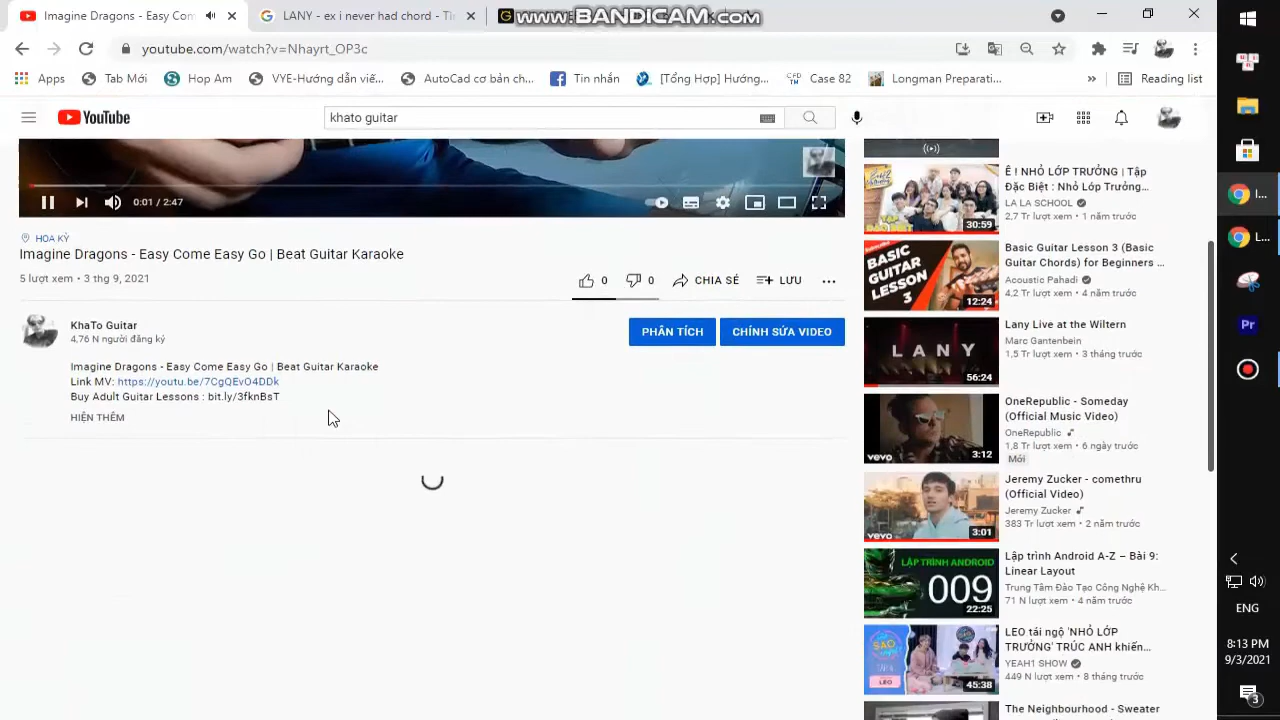 Imagine Dragons - Easy Com
LANY - ex i never had chord - Ti
www.BANDICAM.com
youtube.com/watch?v=Nhayrt_OP3c
Apps
Tab Mới
Hop Am
VYE-Hướng dẫn viế...
AutoCad cơ bản ch...
Tin nhắn
[Tổng Hợp] Hướng...
Case 82
Longman Preparati...
»
Reading list
YouTube
khato guitar
0:01 / 2:47
HOA KỲ
Imagine Dragons - Easy Come Easy Go | Beat Guitar Karaoke
5 lượt xem • 3 thg 9, 2021
0
0
CHIA SẺ
LƯU
KhaTo Guitar
4,76 N người đăng ký
PHÂN TÍCH
CHỈNH SỬA VIDEO
Imagine Dragons - Easy Come Easy Go | Beat Guitar Karaoke
Link MV: https://youtu.be/7CgQEvO4DDk
Buy Adult Guitar Lessons : bit.ly/3fknBsT
HIỆN THÊM
30:59
Ê ! NHỎ LỚP TRƯỞNG | Tập
Đặc Biệt : Nhỏ Lớp Trưởng...
LA LA SCHOOL
2,7 Tr lượt xem • 1 năm trước
BASIC
GUITAR
LESSON
3
12:24
Basic Guitar Lesson 3 (Basic
Guitar Chords) for Beginners ...
Acoustic Pahadi
4,2 Tr lượt xem • 4 năm trước
LANY
56:24
Lany Live at the Wiltern
Marc Gantenbein
1,5 Tr lượt xem • 3 tháng trước
vevo
3:12
OneRepublic - Someday
(Official Music Video)
OneRepublic
1,8 Tr lượt xem • 6 ngày trước
Mới
vevo
3:01
Jeremy Zucker - comethru
(Official Video)
Jeremy Zucker
383 Tr lượt xem • 2 năm trước
LẬP TRÌNH ANDROID
009
22:25
Lập trình Android A-Z – Bài 9:
Linear Layout
Trung Tâm Đào Tạo Công Nghệ Kh...
71 N lượt xem • 4 năm trước
SAO
LEO
45:38
LEO tái ngộ 'NHỎ LỚP
TRƯỞNG' TRÚC ANH khiến...
YEAH1 SHOW
449 N lượt xem • 8 tháng trước
The Neighbourhood - Sweater
I...
L...
Pr
ENG
8:13 PM
9/3/2021
3